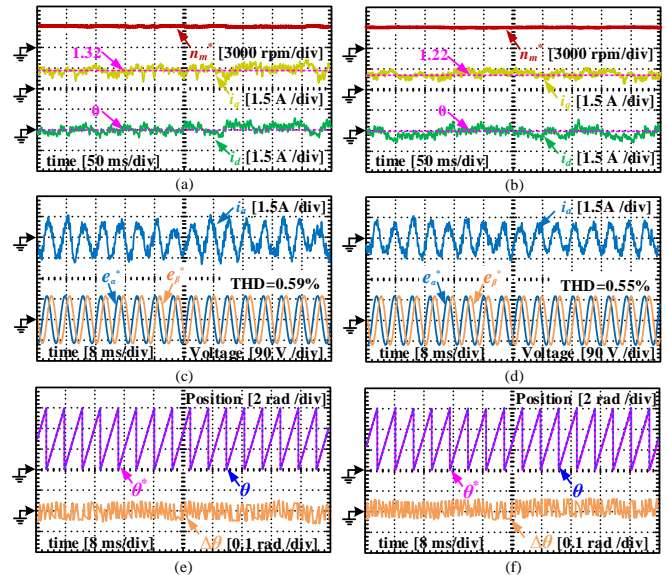 1.32
n_m^* [3000 rpm/div]
i_q [1.5 A /div]
0
i_d [1.5 A /div]
time [50 ms/div]
(a)
1.22
n_m^* [3000 rpm/div]
i_q [1.5 A /div]
0
i_d [1.5 A /div]
time [50 ms/div]
(b)
i_a [1.5A /div]
e_α^* e_β^* THD=0.59%
time [8 ms/div] Voltage [90 V /div]
(c)
i_a [1.5A /div]
e_α^* e_β^* THD=0.55%
time [8 ms/div] Voltage [90 V /div]
(d)
Position [2 rad /div]
θ^* θ
Δθ [0.1 rad /div]
time [8 ms/div]
(e)
Position [2 rad /div]
θ^* θ
Δθ [0.1 rad /div]
time [8 ms/div]
(f)